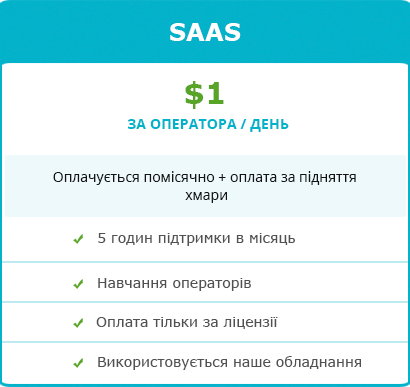 SAAS
$1
ЗА ОПЕРАТОРА / ДЕНЬ
Оплачується помісячно + оплата за підняття
хмари
5 годин підтримки в місяць
Навчання операторів
Оплата тільки за ліцензії
Використовується наше обладнання